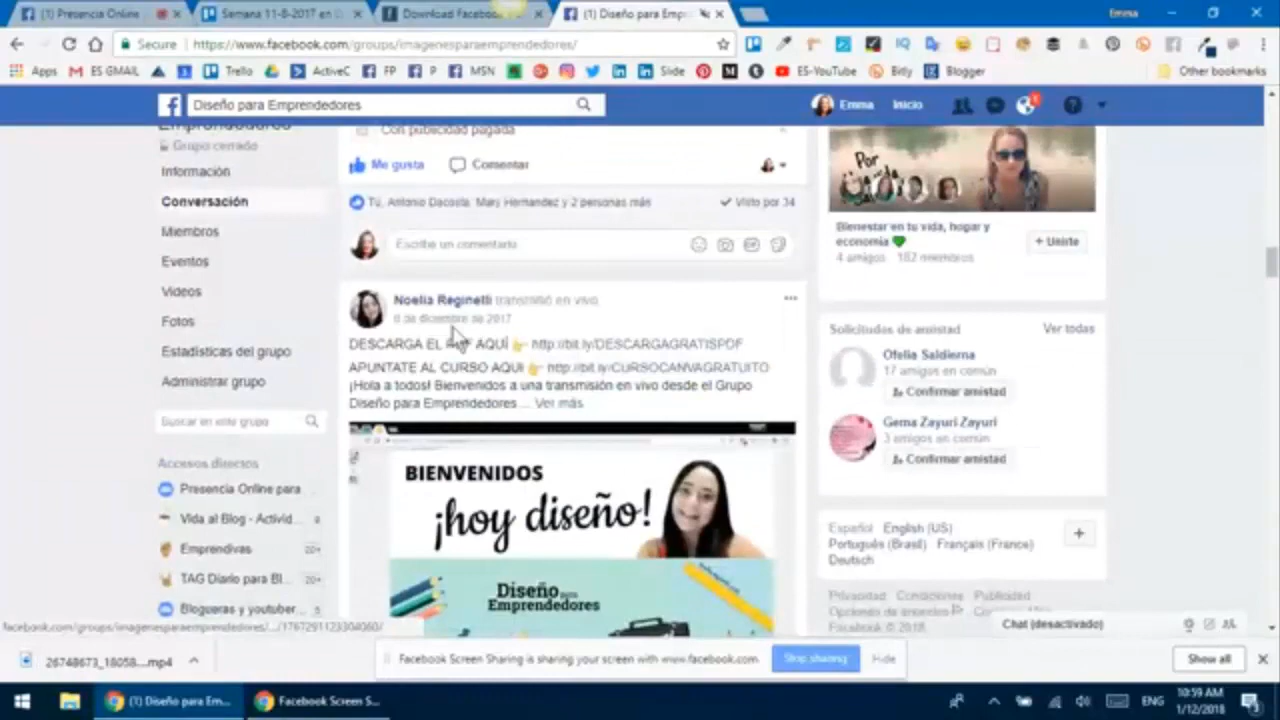 (1) Presencia Online
Semana 11-8-2017 en D
Download Facebook
(1) Diseño para Emp
Emma
Secure
https://www.facebook.com/groups/imagenesparaemprendedores/
Apps
ES GMAIL
Trello
ActiveC
FP
P
MSN
Slide
ES-YouTube
Bitly
Blogger
Other bookmarks
Diseño para Emprendedores
Emma
Inicio
Emprendedores
Grupo cerrado
Información
Conversación
Miembros
Eventos
Videos
Fotos
Estadísticas del grupo
Administrar grupo
Buscar en este grupo
Accesos directos
Presencia Online para
Vida al Blog - Activid...
Emprendivas 20+
TAG Diario para Bl... 20+
Blogueras y youtuber...
Con publicidad pagada
Me gusta
Comentar
Tú, Antonio Dacosta, Mary Hernandez y 2 personas más
Visto por 34
Escribe un comentario
Noelia Reginelli transmitió en vivo
de diciembre de 2017
DESCARGA EL AQUÍ http://bit.ly/DESCARGAGRATISPDF
APUNTATE AL CURSO AQUI http://bit.ly/CURSOCANVAGRATUITO
¡Hola a todos! Bienvenidos a una transmisión en vivo desde el Grupo
Diseño para Emprendedores ... Ver más
BIENVENIDOS
¡hoy diseño!
Diseño para
Emprendedores
Por
Bienestar en tu vida, hogar y
economía
4 amigos 182 miembros
+ Unirte
Solicitudes de amistad
Ver todas
Ofelia Saldierna
17 amigos en común
Confirmar amistad
Gema Zayuri Zayuri
3 amigos en común
Confirmar amistad
Español English (US)
Português (Brasil) Français (France)
Deutsch
+
Privacidad Condiciones Publicidad
Opciones de anuncios
Facebook © 2018
Chat (desactivado)
facebook.com/groups/imagenesparaemprendedores/.../1767291123304060/
26748673_18058....mp4
Facebook Screen Sharing is sharing your screen with www.facebook.com.
Stop sharing
Hide
Show all
(1) Diseño para Em...
Facebook Screen S...
ENG
10:59 AM
1/12/2018